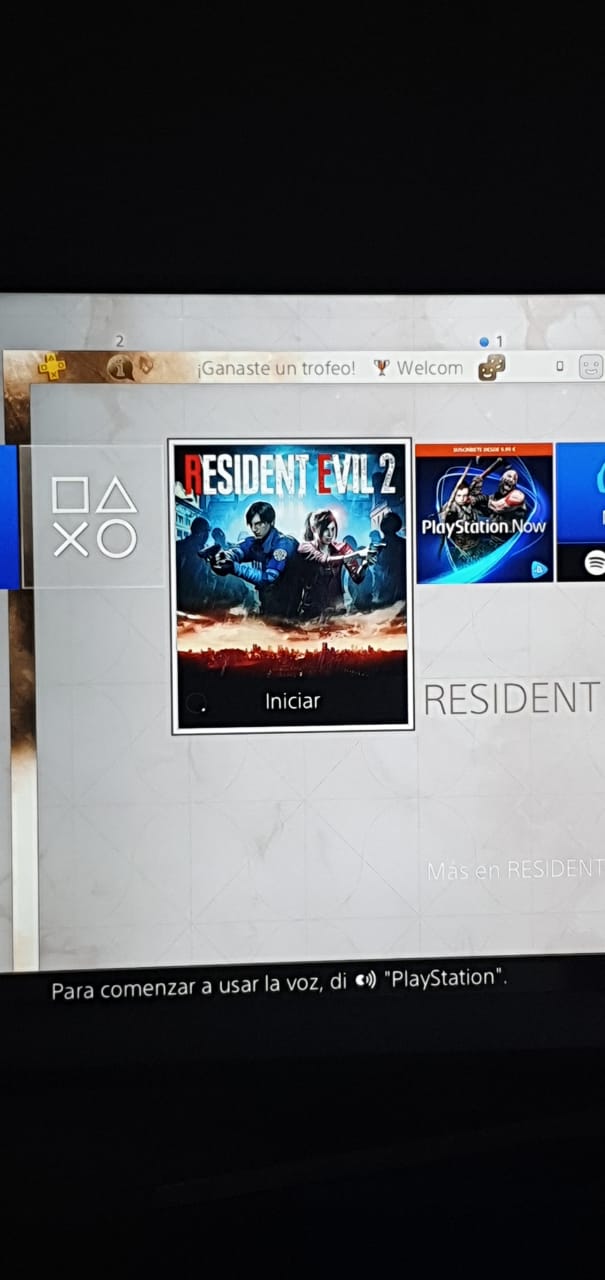 2
1
¡Ganaste un trofeo! Welcom
RESIDENT EVIL 2
SUSCRÍBETE DESDE 9,99 €
PlayStation Now
Iniciar
RESIDENT
Más en RESIDENT
Para comenzar a usar la voz, di "PlayStation".